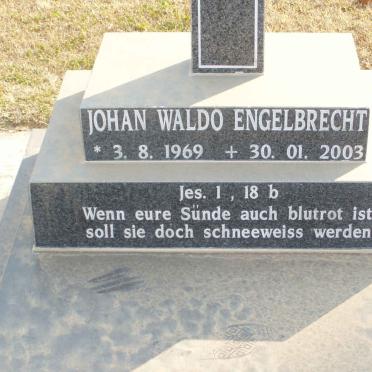 JOHAN WALDO ENGELBRECHT
* 3. 8. 1969 + 30. 01. 2003
Jes. 1 , 18 b
Wenn eure Sünde auch blutrot ist
soll sie doch schneeweiss werden